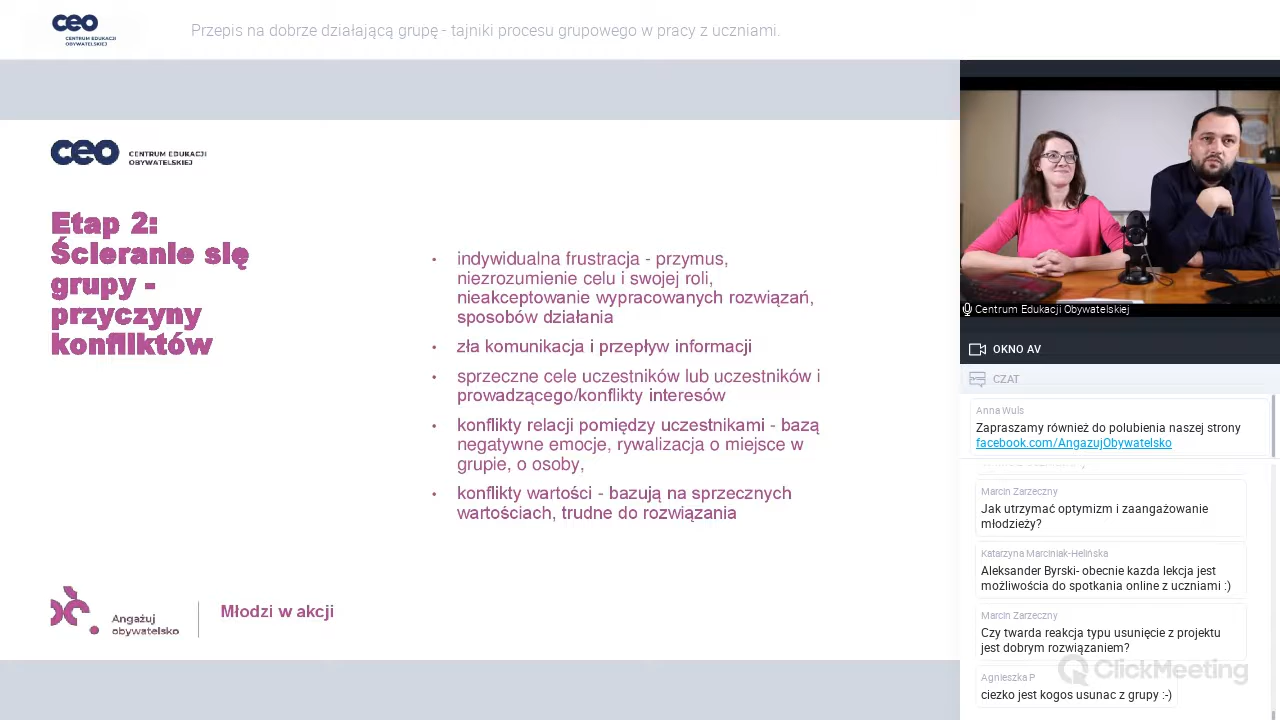 ceo
CENTRUM EDUKACJI
OBYWATELSKIEJ
Przepis na dobrze działającą grupę - tajniki procesu grupowego w pracy z uczniami.
ceo
CENTRUM EDUKACJI
OBYWATELSKIEJ
Etap 2:
Ścieranie się
grupy -
przyczyny
konfliktów
• indywidualna frustracja - przymus,
niezrozumienie celu i swojej roli,
nieakceptowanie wypracowanych rozwiązań,
sposobów działania
• zła komunikacja i przepływ informacji
• sprzeczne cele uczestników lub uczestników i
prowadzącego/konflikty interesów
• konflikty relacji pomiędzy uczestnikami - bazą
negatywne emocje, rywalizacja o miejsce w
grupie, o osoby,
• konflikty wartości - bazują na sprzecznych
wartościach, trudne do rozwiązania
Angażuj
obywatelsko
Młodzi w akcji
Centrum Edukacji Obywatelskiej
OKNO AV
CZAT
Anna Wuls
Zapraszamy również do polubienia naszej strony
facebook.com/AngazujObywatelsko
Marcin Zarzeczny
Jak utrzymać optymizm i zaangażowanie
młodzieży?
Katarzyna Marciniak-Helińska
Aleksander Byrski- obecnie kazda lekcja jest
możliwościa do spotkania online z uczniami :)
Marcin Zarzeczny
Czy twarda reakcja typu usunięcie z projektu
jest dobrym rozwiązaniem?
ClickMeeting
Agnieszka P
ciezko jest kogos usunac z grupy :-)